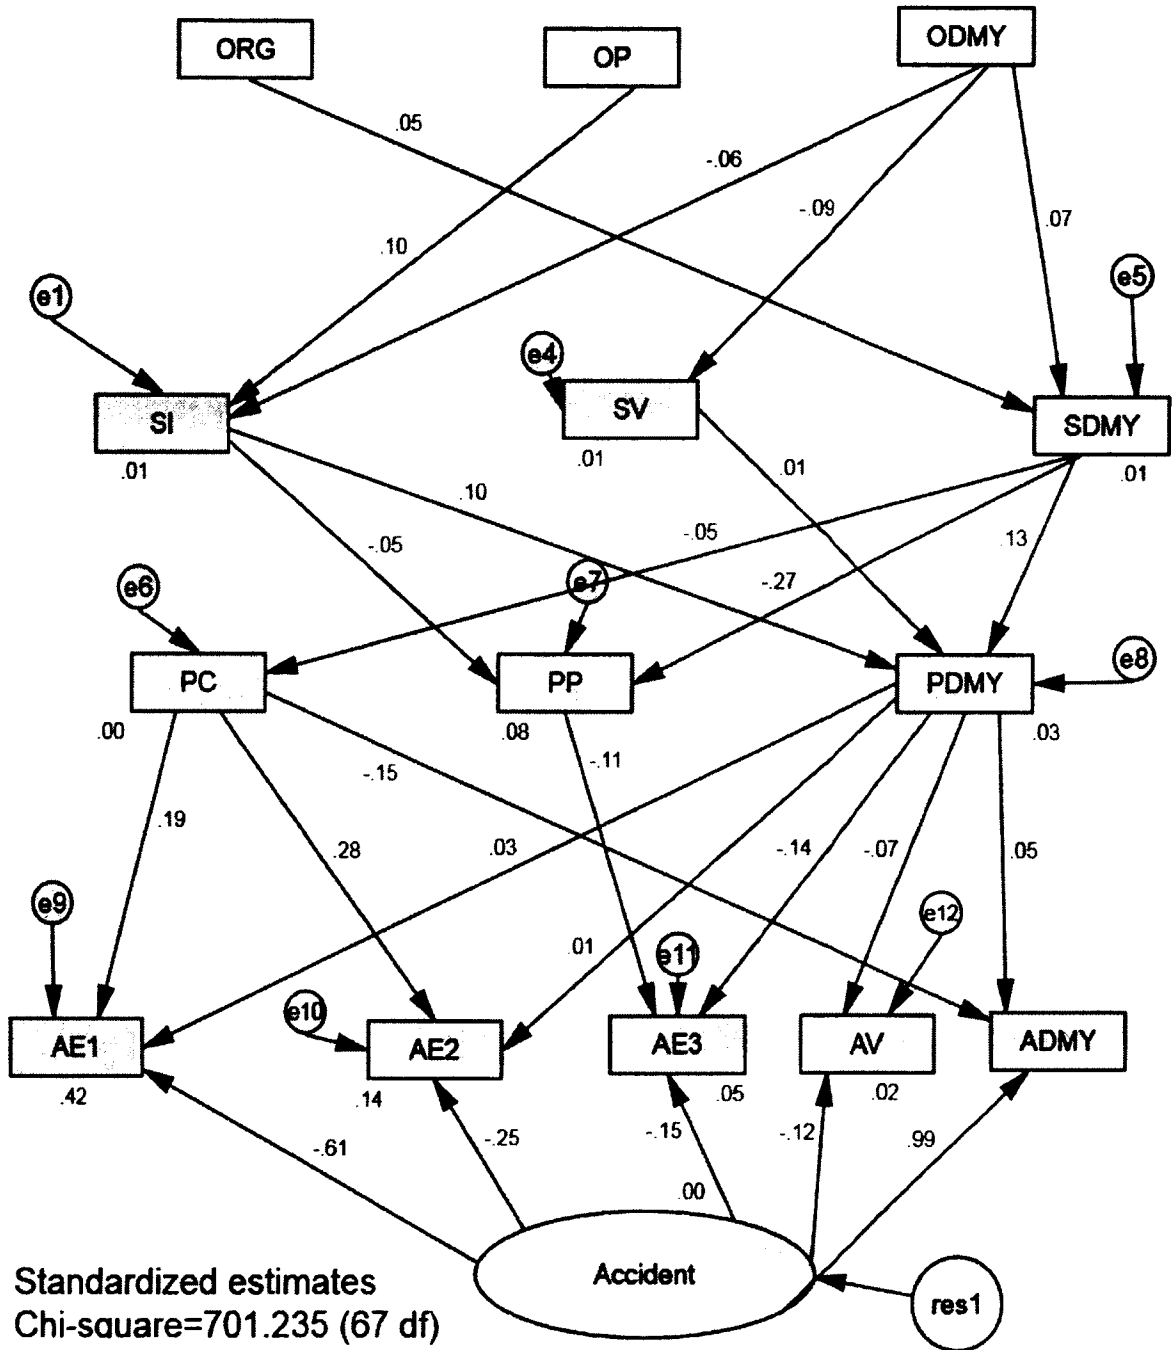 ORG
OP
ODMY
.05
-.06
-.09
.07
.10
e1
e5
e4
SI
SV
SDMY
.01
.01
.01
.10
.01
-.05
-.05
.13
-.27
e6
e7
e8
PC
PP
PDMY
.00
.08
.03
-.15
-.11
.19
.28
.03
-.14
-.07
.05
e9
e12
.01
e11
e10
AE1
AE2
AE3
AV
ADMY
.42
.14
.05
.02
-.61
-.25
-.15
-.12
.99
.00
Accident
res1
Standardized estimates
Chi-square=701.235 (67 df)